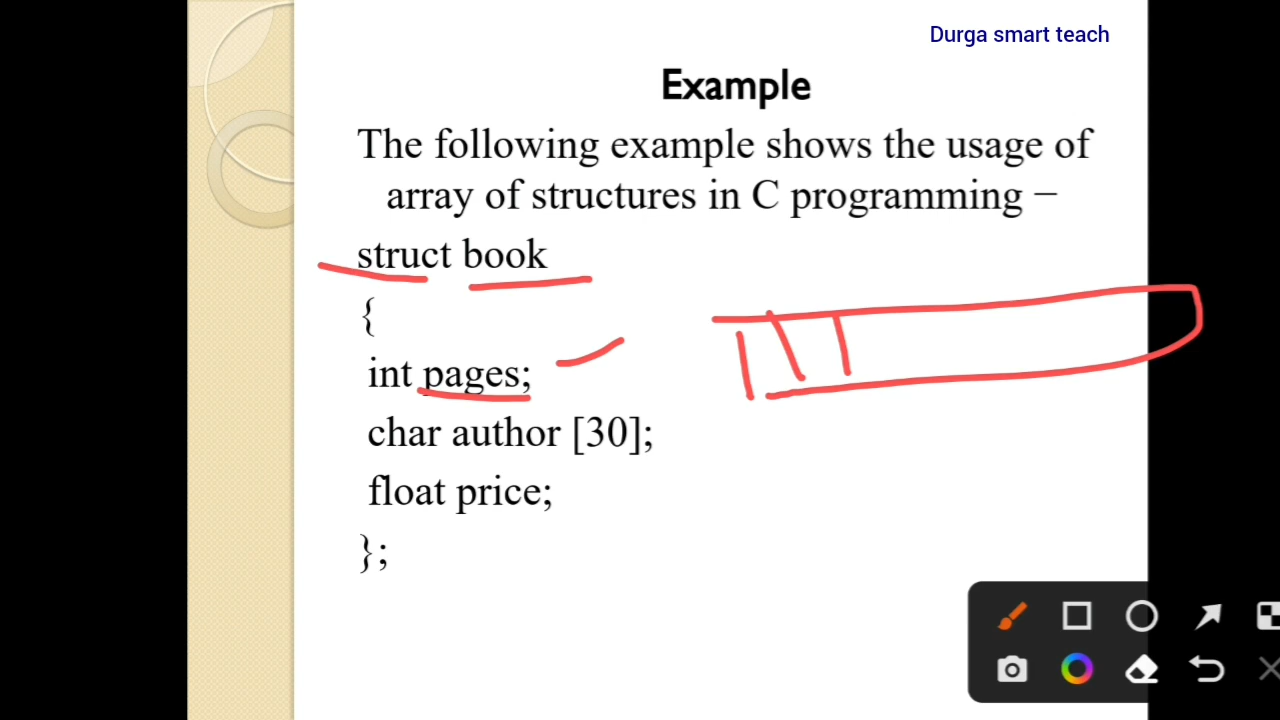 Durga smart teach
Example
The following example shows the usage of
array of structures in C programming −
struct book
{
int pages;
char author [30];
float price;
};